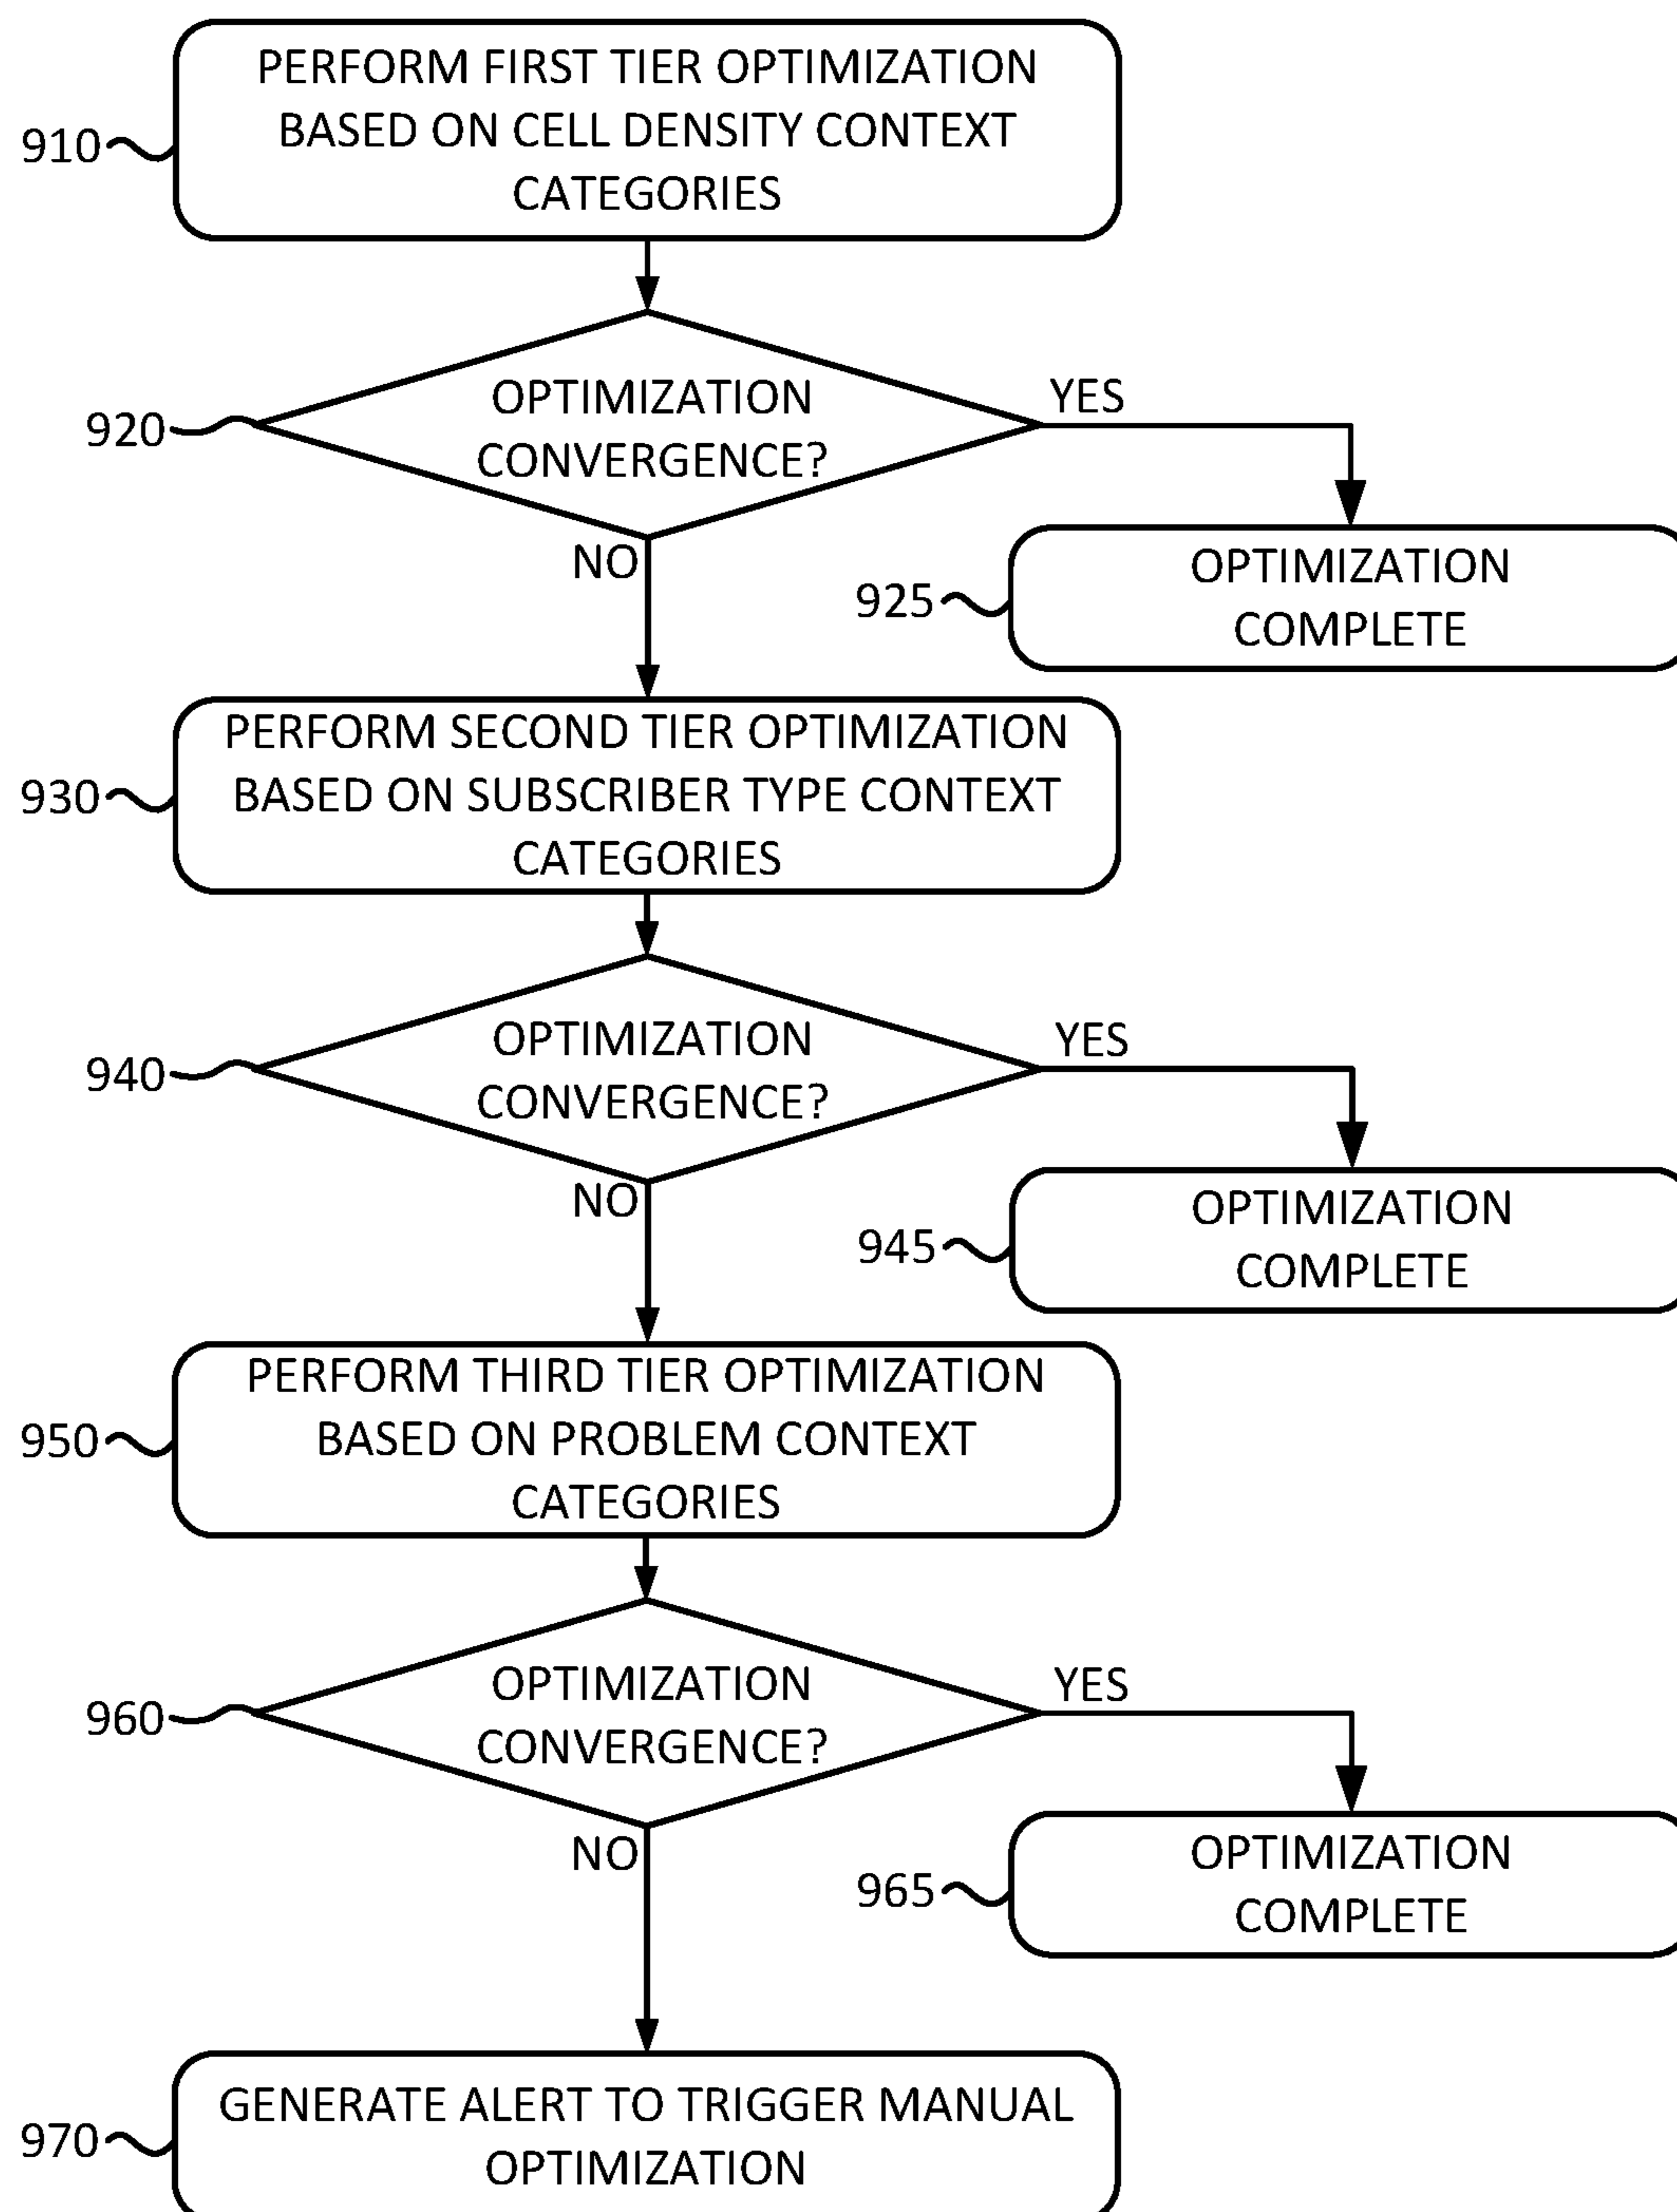 PERFORM FIRST TIER OPTIMIZATION
BASED ON CELL DENSITY CONTEXT
CATEGORIES
910
OPTIMIZATION
CONVERGENCE?
920
YES
NO
925
OPTIMIZATION
COMPLETE
PERFORM SECOND TIER OPTIMIZATION
BASED ON SUBSCRIBER TYPE CONTEXT
CATEGORIES
930
OPTIMIZATION
CONVERGENCE?
940
YES
NO
945
OPTIMIZATION
COMPLETE
PERFORM THIRD TIER OPTIMIZATION
BASED ON PROBLEM CONTEXT
CATEGORIES
950
OPTIMIZATION
CONVERGENCE?
960
YES
NO
965
OPTIMIZATION
COMPLETE
GENERATE ALERT TO TRIGGER MANUAL
OPTIMIZATION
970